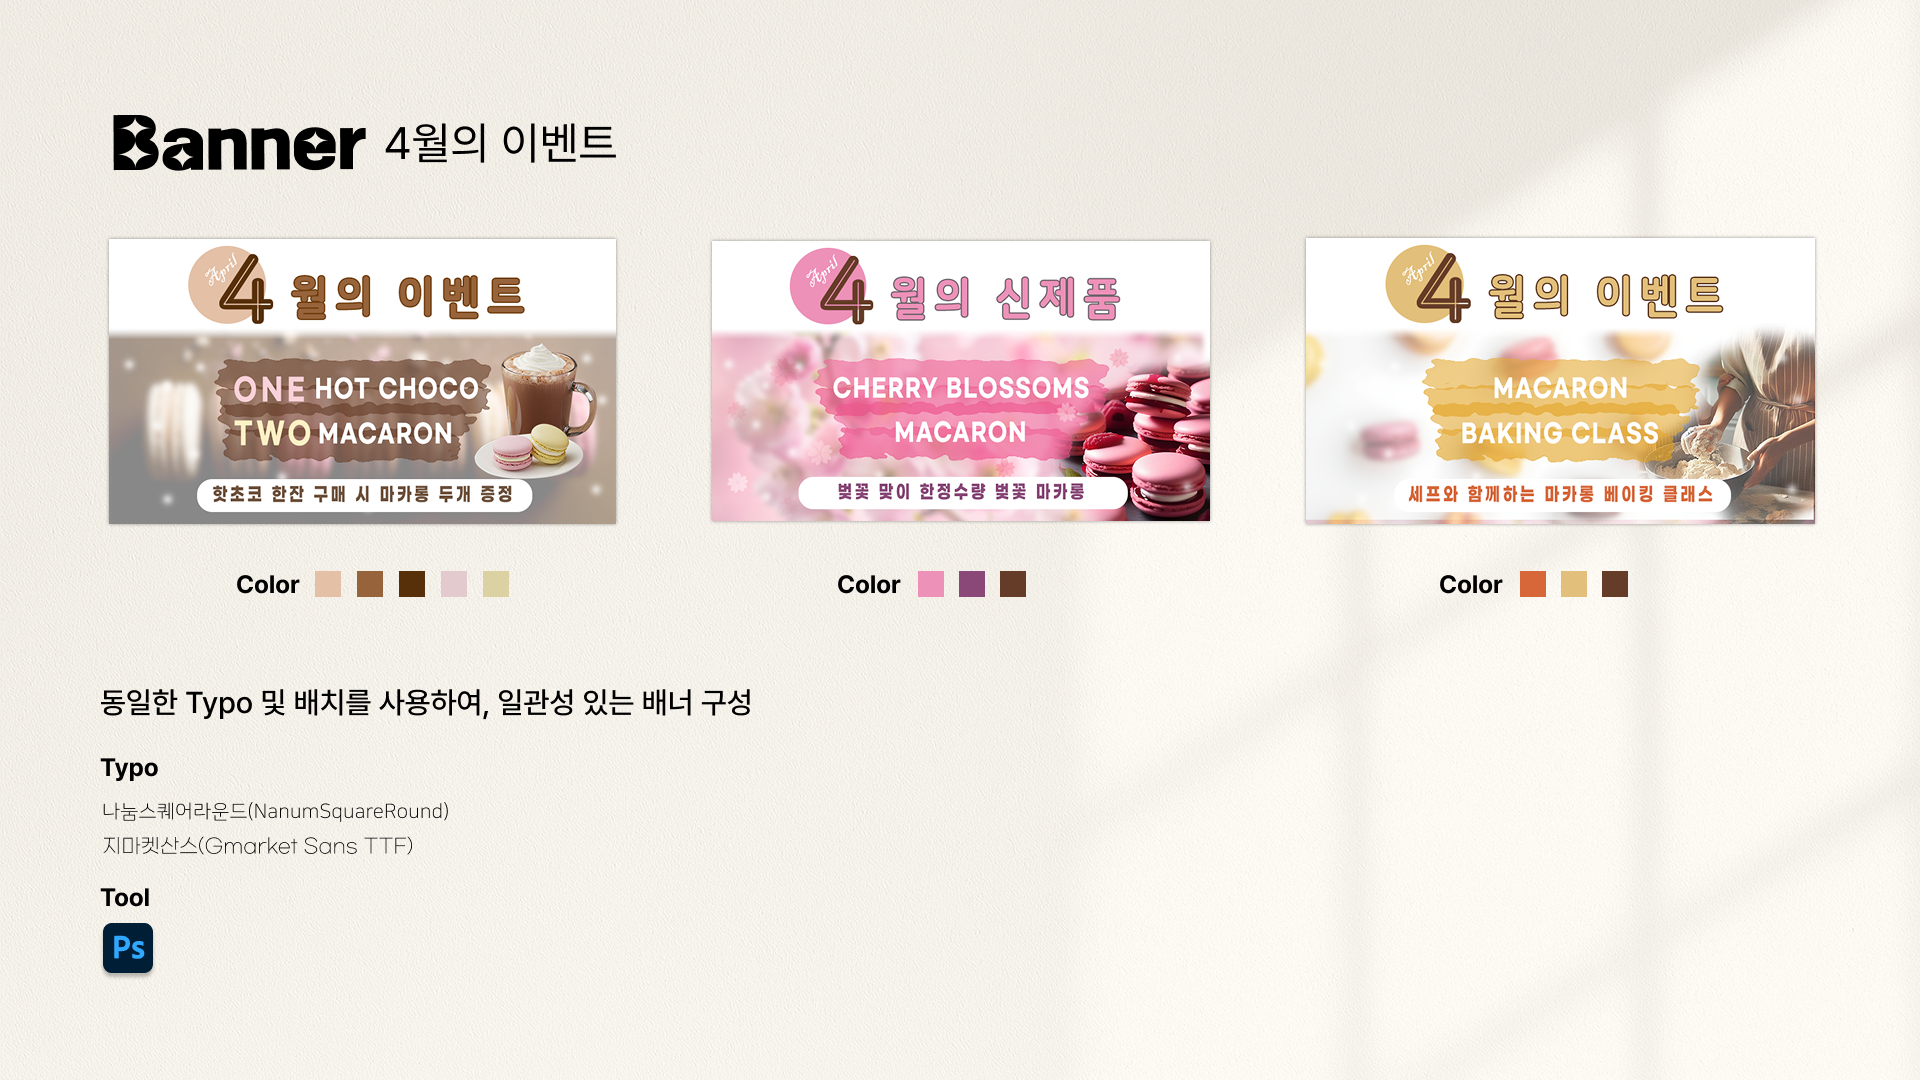 Banner 4월의 이벤트
April
4월의 이벤트
ONE HOT CHOCO
TWO MACARON
핫초코 한잔 구매 시 마카롱 두개 증정
Color
April
4월의 신제품
CHERRY BLOSSOMS
MACARON
벚꽃 맞이 한정수량 벚꽃 마카롱
Color
April
4월의 이벤트
MACARON
BAKING CLASS
셰프와 함께하는 마카롱 베이킹 클래스
Color
동일한 Typo 및 배치를 사용하여, 일관성 있는 배너 구성
Typo
나눔스퀘어라운드(NanumSquareRound)
지마켓산스(Gmarket Sans TTF)
Tool
Ps